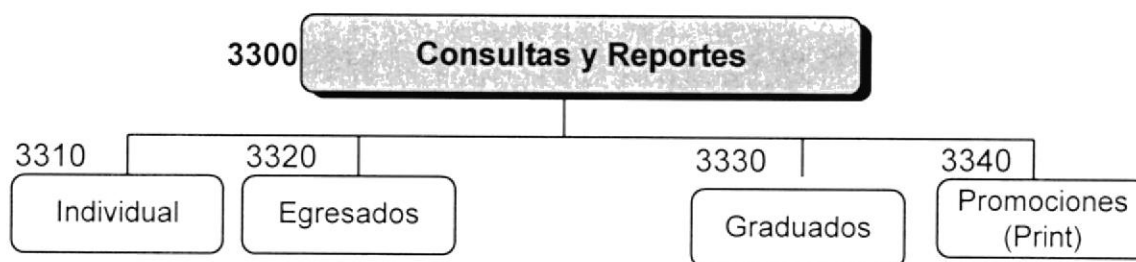 3300 Consultas y Reportes
3310
Individual
3320
Egresados
3330
Graduados
3340
Promociones
(Print)